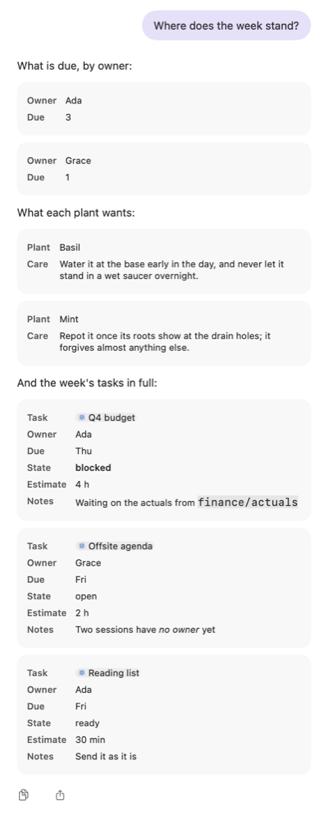 Where does the week stand?
What is due, by owner:
Owner Ada
Due 3
Owner Grace
Due 1
What each plant wants:
Plant Basil
Care Water it at the base early in the day, and never let it
stand in a wet saucer overnight.
Plant Mint
Care Repot it once its roots show at the drain holes; it
forgives almost anything else.
And the week's tasks in full:
Task Q4 budget
Owner Ada
Due Thu
State blocked
Estimate 4 h
Notes Waiting on the actuals from finance/actuals
Task Offsite agenda
Owner Grace
Due Fri
State open
Estimate 2 h
Notes Two sessions have no owner yet
Task Reading list
Owner Ada
Due Fri
State ready
Estimate 30 min
Notes Send it as it is